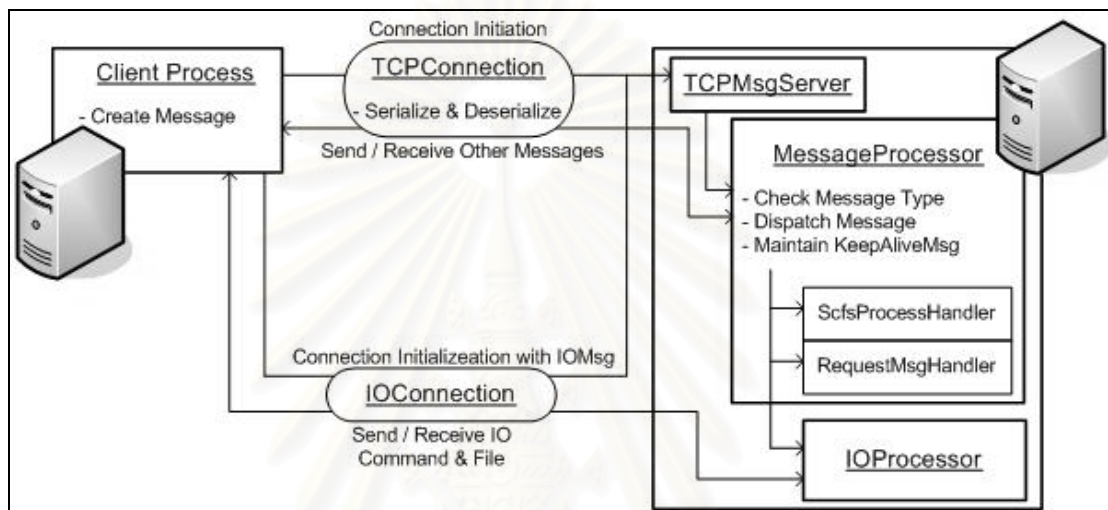 Connection Initiation
Client Process
- Create Message
TCPConnection
- Serialize & Deserialize
Send / Receive Other Messages
TCPMsgServer
MessageProcessor
- Check Message Type
- Dispatch Message
- Maintain KeepAliveMsg
ScfsProcessHandler
RequestMsgHandler
Connection Initializeation with IOMsg
IOConnection
Send / Receive IO
Command & File
IOProcessor